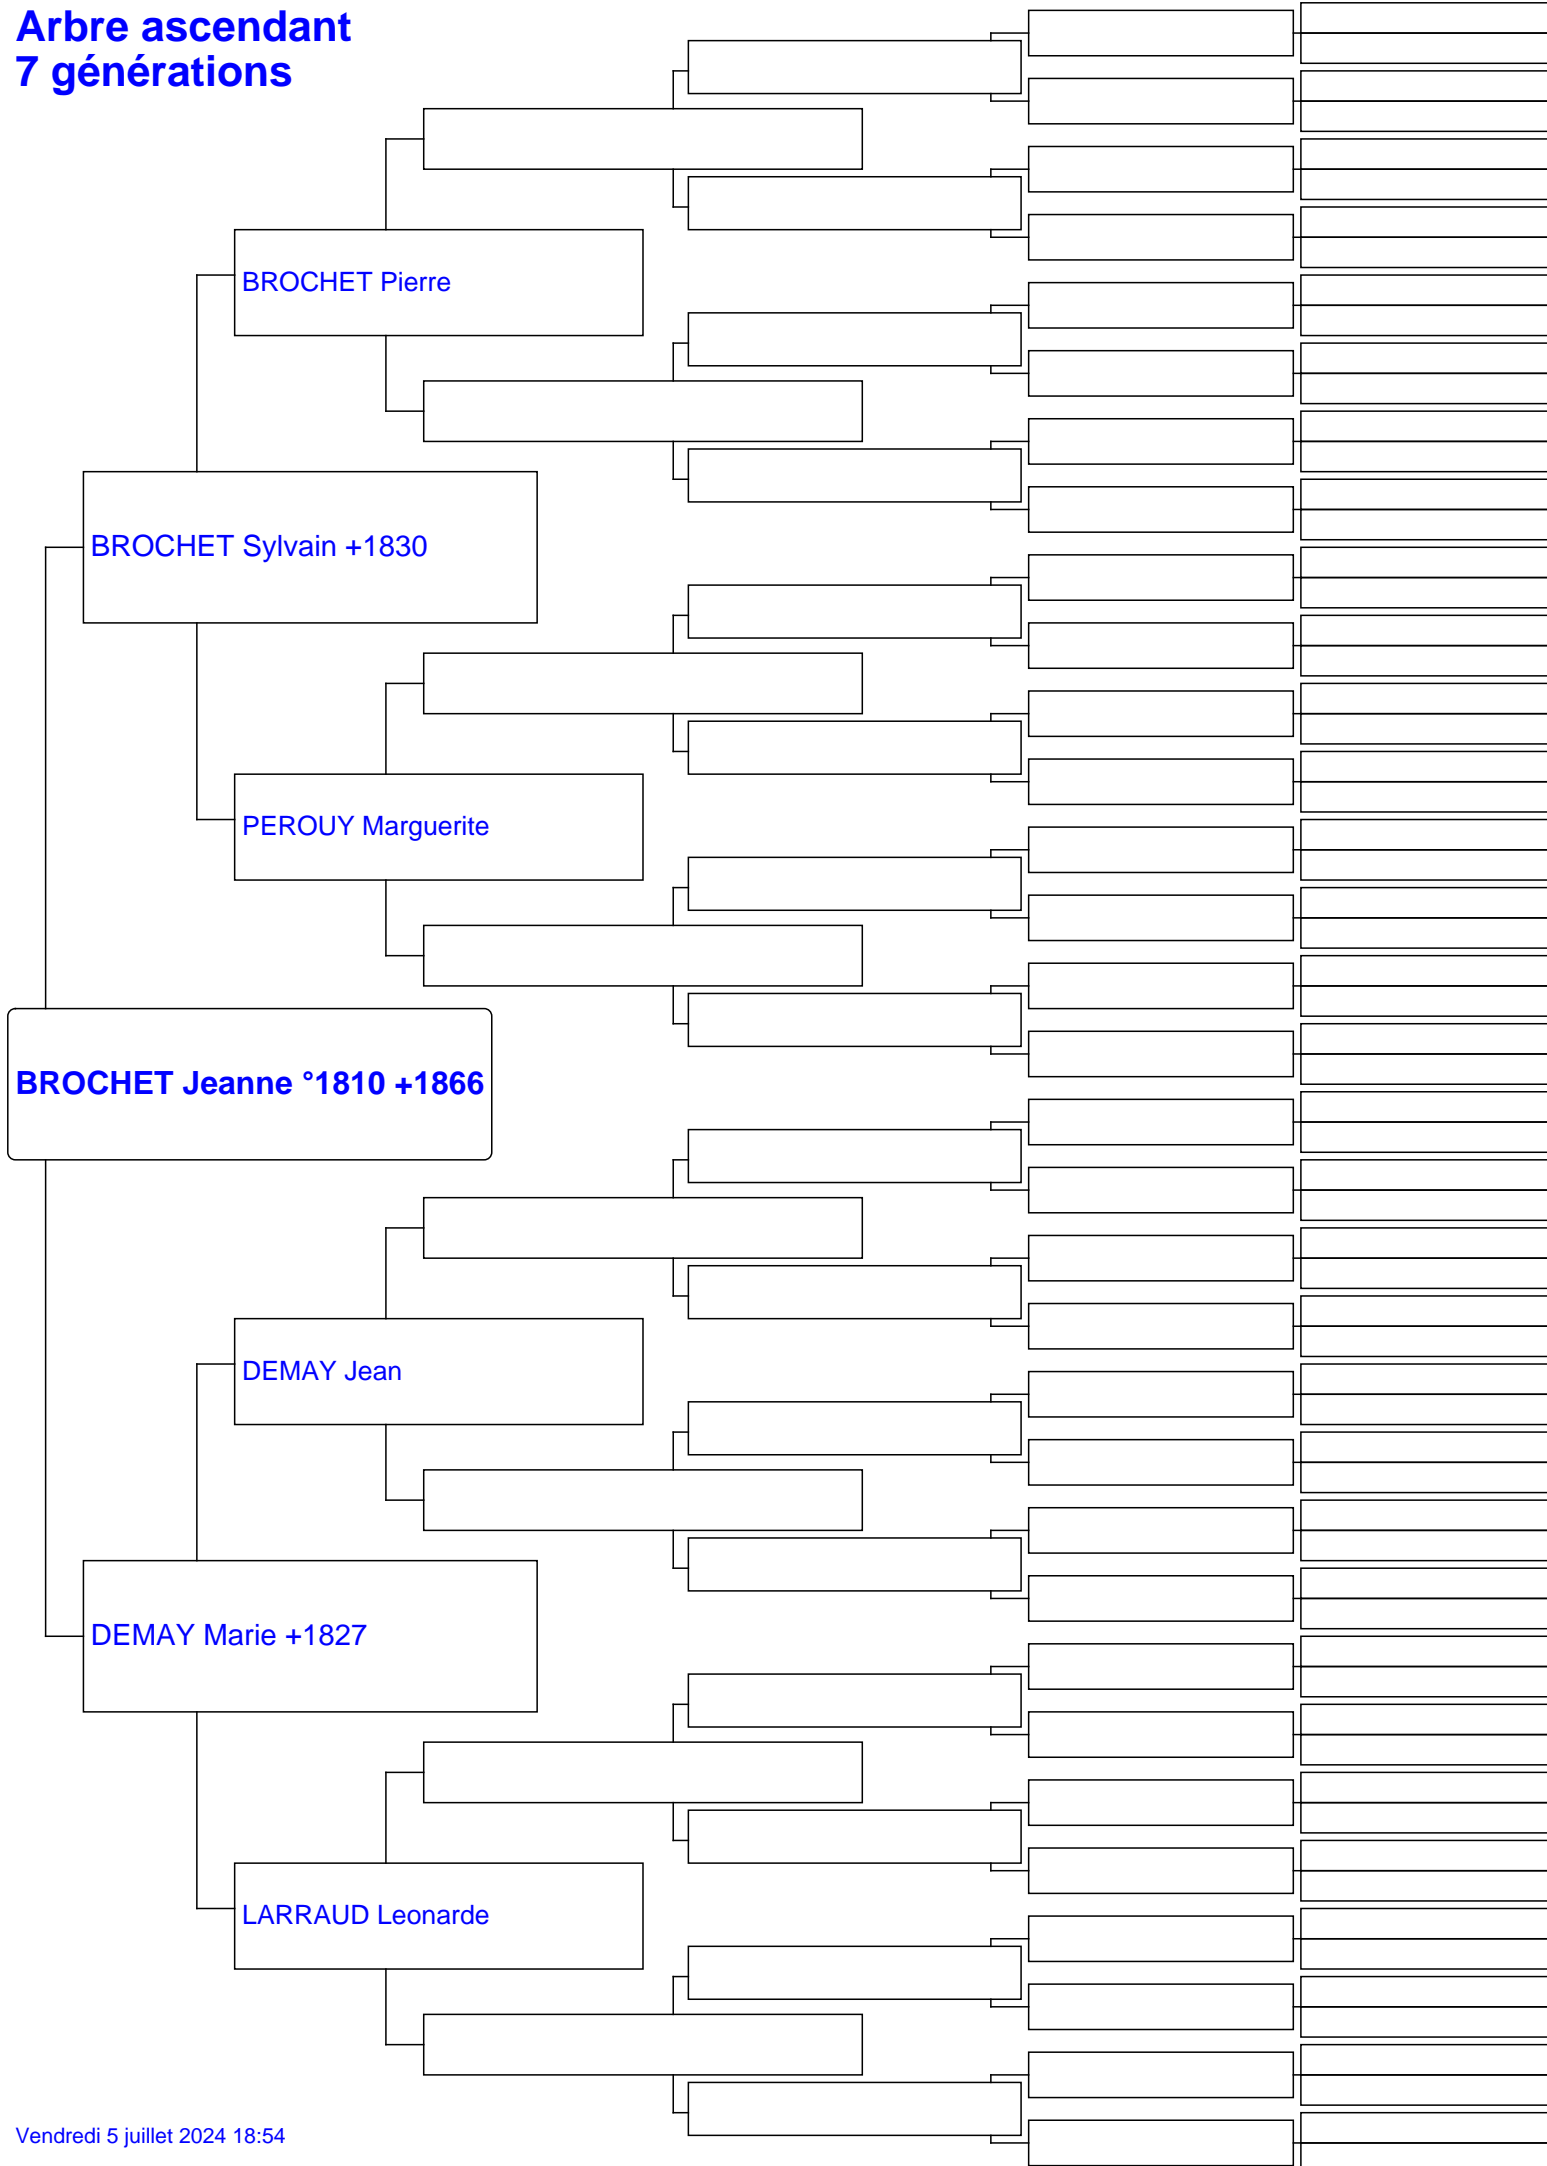 Arbre ascendant
7 générations
BROCHET Pierre
BROCHET Sylvain +1830
PEROUY Marguerite
BROCHET Jeanne °1810 +1866
DEMAY Jean
DEMAY Marie +1827
LARRAUD Leonarde
Vendredi 5 juillet 2024 18:54